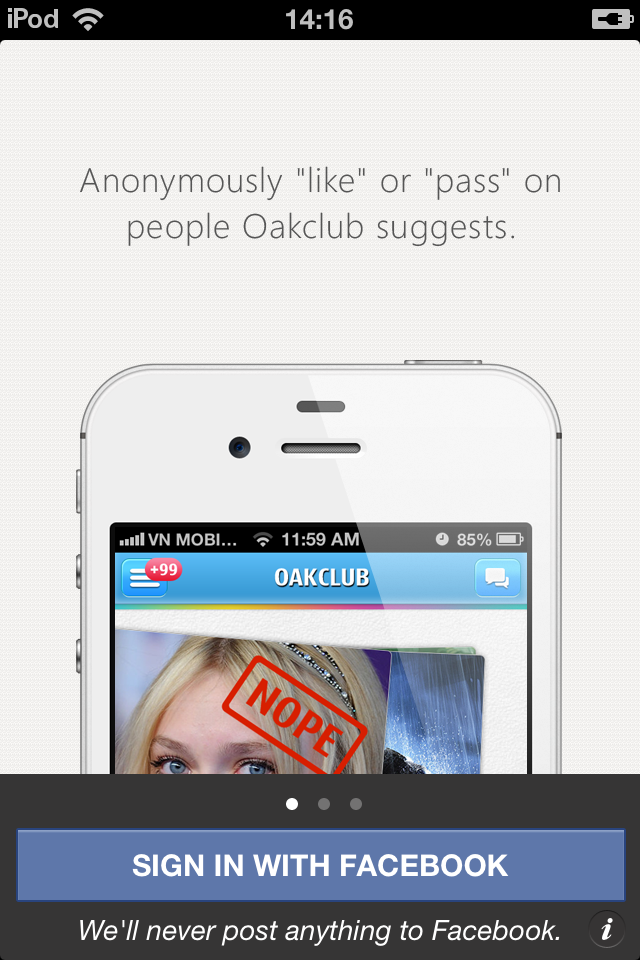 iPod 14:16
Anonymously "like" or "pass" on
people Oakclub suggests.
VN MOBI... 11:59 AM 85%
+99
OAKCLUB
NOPE
SIGN IN WITH FACEBOOK
We'll never post anything to Facebook.
i